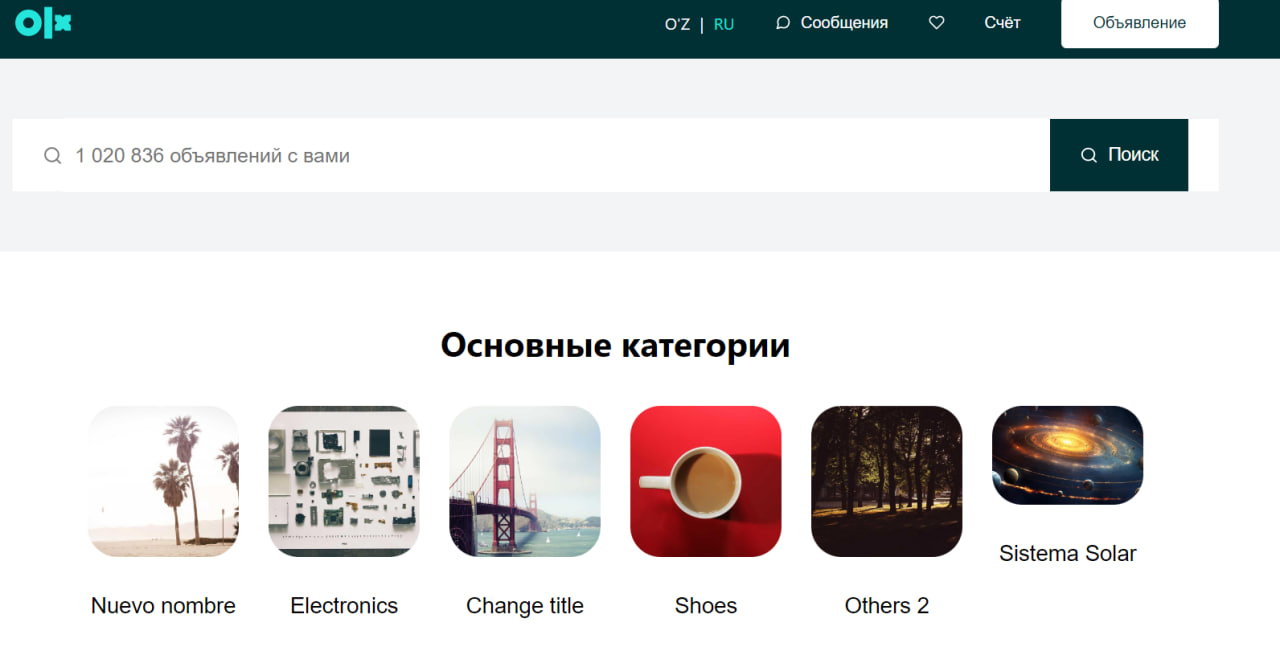 olx
O'Z | RU
Сообщения
Счёт
Объявление
1 020 836 объявлений с вами
Поиск
Основные категории
Nuevo nombre
Electronics
Change title
Shoes
Others 2
Sistema Solar